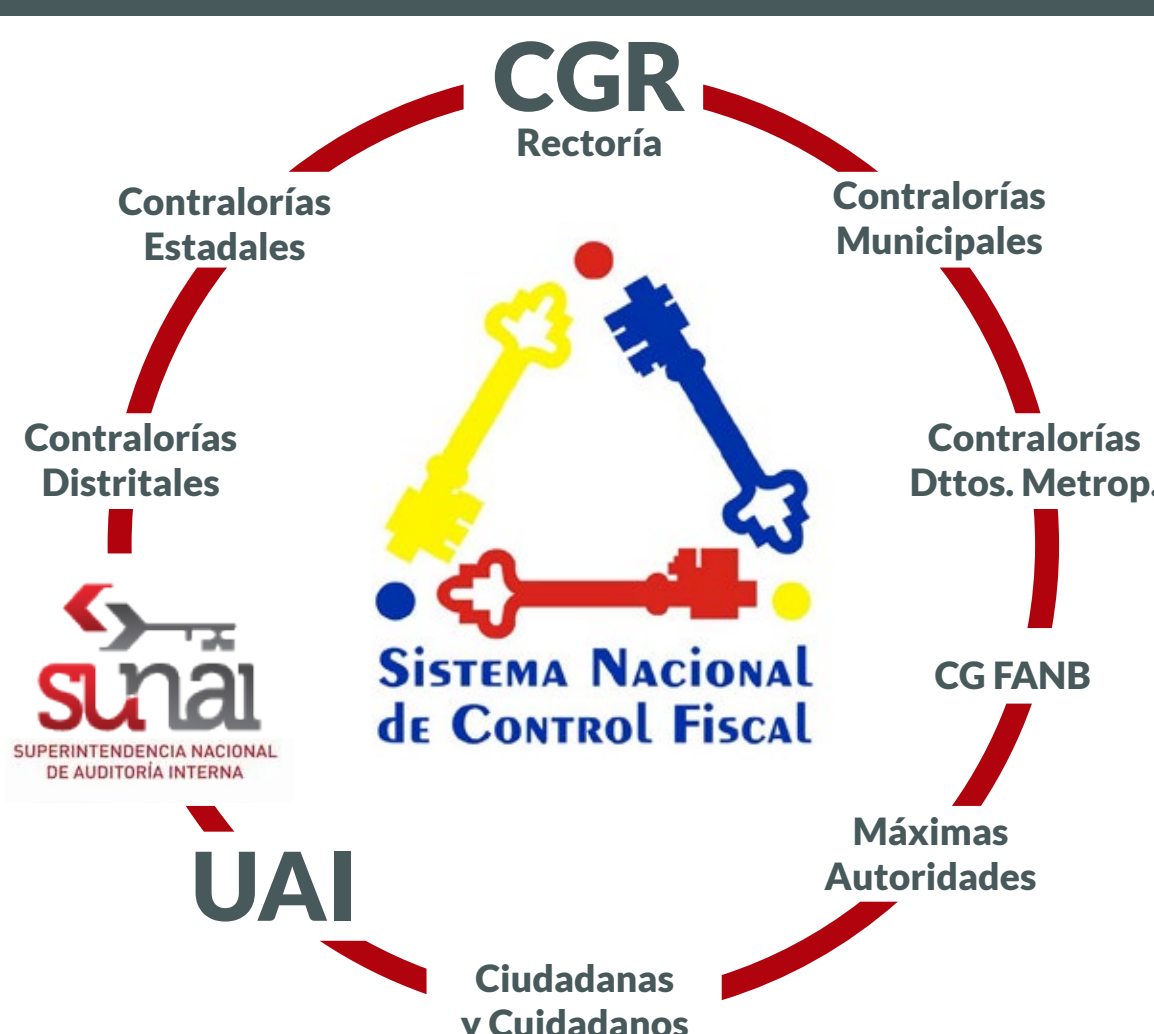 CGR
Rectoría
Contralorías
Municipales
Contralorías
Dttos. Metrop.
CG FANB
Máximas
Autoridades
Ciudadanas
y Cuidadanos
UAI
sunai
SUPERINTENDENCIA NACIONAL
DE AUDITORÍA INTERNA
Contralorías
Distritales
Contralorías
Estadales
Sistema Nacional
de Control Fiscal